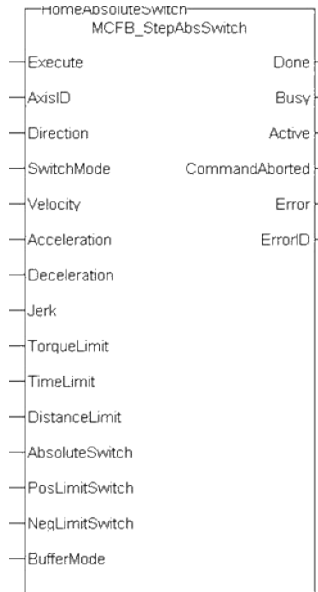 HomeAbsoluteSwitch
MCFB_StepAbsSwitch
Execute Done
AxisID Busy
Direction Active
SwitchMode CommandAborted
Velocity Error
Acceleration ErrorID
Deceleration
Jerk
TorqueLimit
TimeLimit
DistanceLimit
AbsoluteSwitch
PosLimitSwitch
NegLimitSwitch
BufferMode